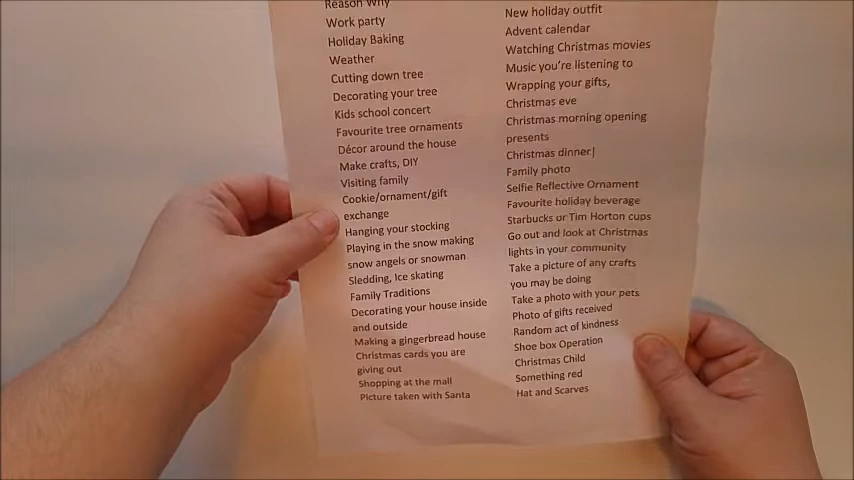 Reason Why
Work party
Holiday Baking
Weather
Cutting down tree
Decorating your tree
Kids school concert
Favourite tree ornaments
Décor around the house
Make crafts, DIY
Visiting family
Cookie/ornament/gift
exchange
Hanging your stocking
Playing in the snow making
snow angels or snowman
Sledding, Ice skating
Family Traditions
Decorating your house inside
and outside
Making a gingerbread house
Christmas cards you are
giving out
Shopping at the mall
Picture taken with Santa
New holiday outfit
Advent calendar
Watching Christmas movies
Music you're listening to
Wrapping your gifts,
Christmas eve
Christmas morning opening
presents
Christmas dinner|
Family photo
Selfie Reflective Ornament
Favourite holiday beverage
Starbucks or Tim Horton cups
Go out and look at Christmas
lights in your community
Take a picture of any crafts
you may be doing
Take a photo with your pets
Photo of gifts received
Random act of kindness
Shoe box Operation
Christmas Child
Something red
Hat and Scarves